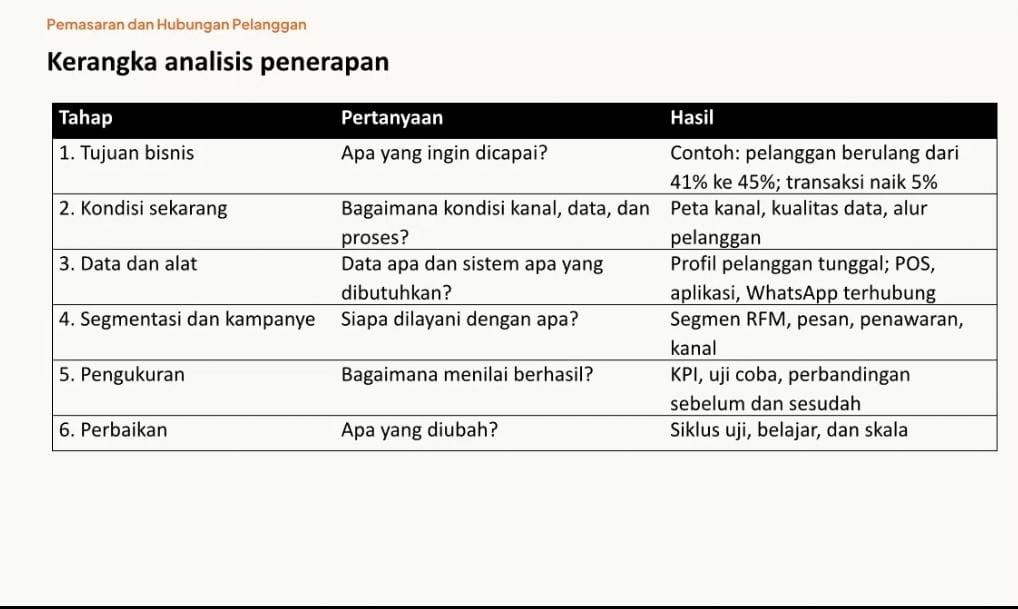 Pemasaran dan Hubungan Pelanggan
Kerangka analisis penerapan
Tahap Pertanyaan Hasil
1. Tujuan bisnis Apa yang ingin dicapai? Contoh: pelanggan berulang dari
41% ke 45%; transaksi naik 5%
2. Kondisi sekarang Bagaimana kondisi kanal, data, dan Peta kanal, kualitas data, alur
proses? pelanggan
3. Data dan alat Data apa dan sistem apa yang Profil pelanggan tunggal; POS,
dibutuhkan? aplikasi, WhatsApp terhubung
4. Segmentasi dan kampanye Siapa dilayani dengan apa? Segmen RFM, pesan, penawaran,
kanal
5. Pengukuran Bagaimana menilai berhasil? KPI, uji coba, perbandingan
sebelum dan sesudah
6. Perbaikan Apa yang diubah? Siklus uji, belajar, dan skala